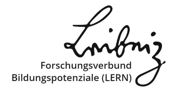 Leibniz
Forschungsverbund
Bildungspotenziale (LERN)